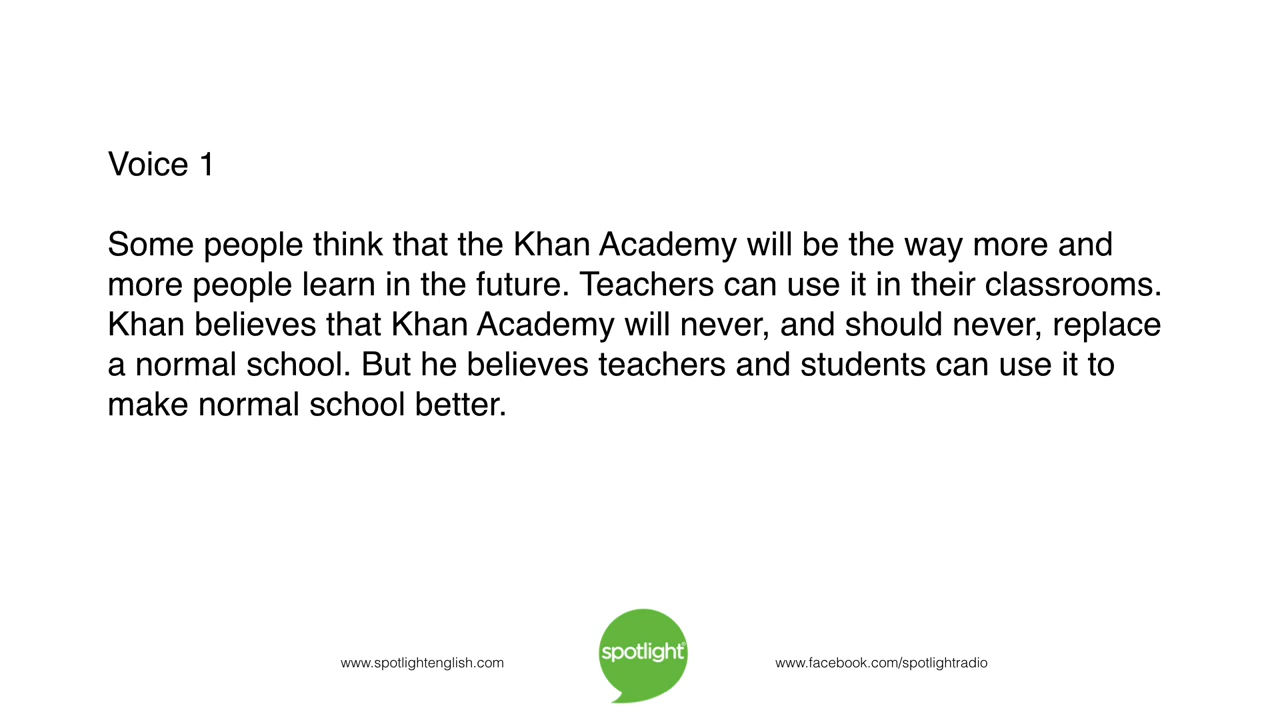 Voice 1
Some people think that the Khan Academy will be the way more and
more people learn in the future. Teachers can use it in their classrooms.
Khan believes that Khan Academy will never, and should never, replace
a normal school. But he believes teachers and students can use it to
make normal school better.
www.spotlightenglish.com
spotlight®
www.facebook.com/spotlightradio